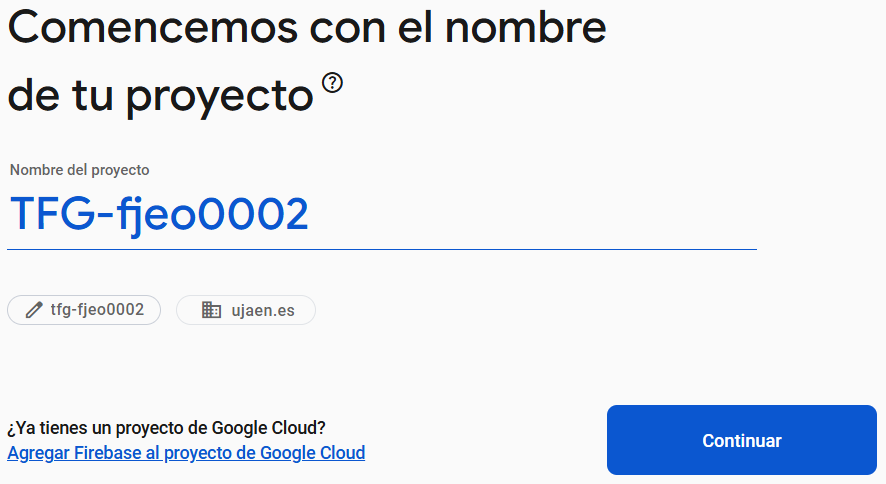 Comencemos con el nombre
de tu proyecto
Nombre del proyecto
TFG-fjeo0002
tfg-fjeo0002
ujaen.es
¿Ya tienes un proyecto de Google Cloud?
Agregar Firebase al proyecto de Google Cloud
Continuar